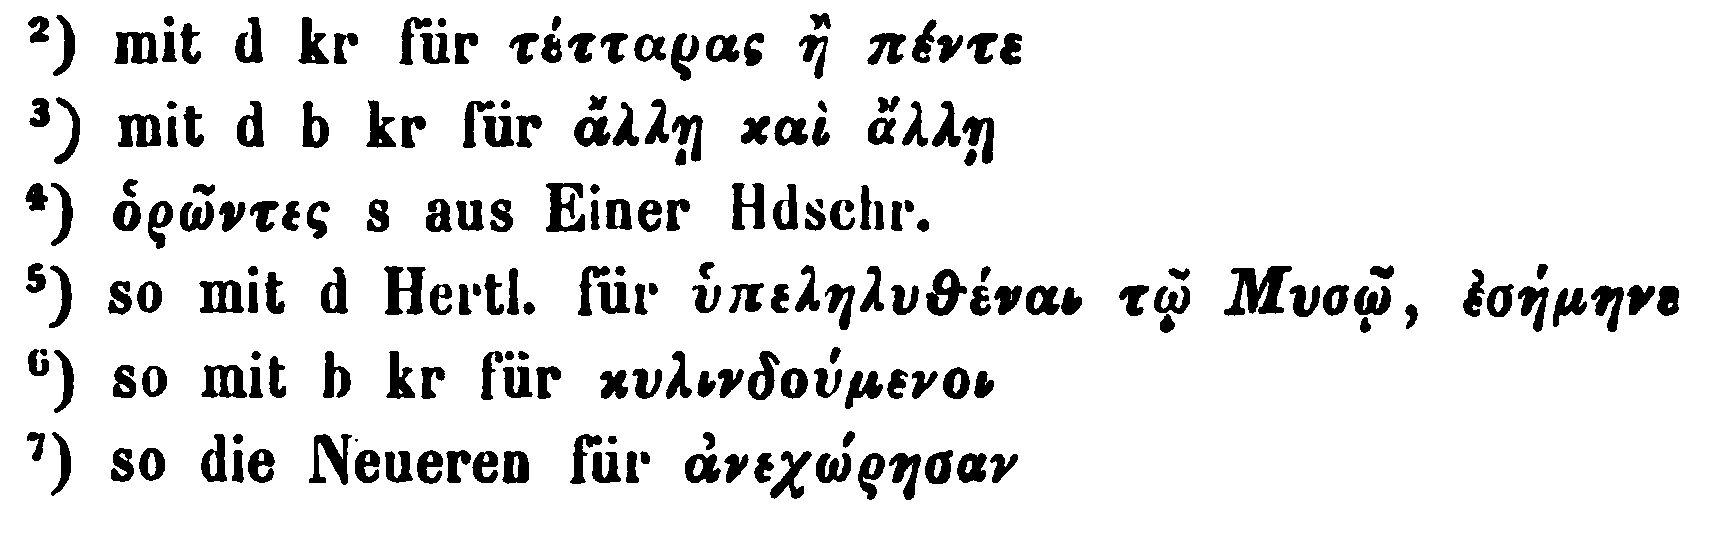 ²) mit d kr für τέτταρας ἢ πέντε
³) mit d b kr für ἄλλῃ καὶ ἄλλῃ
⁴) ὁρῶντες s aus Einer Hdschr.
⁵) so mit d Hertl. für ὑπεληλυθέναι τῷ Μυσῷ, ἐσήμηνε
⁶) so mit b kr für κυλινδούμενοι
⁷) so die Neueren für ἀνεχώρησαν